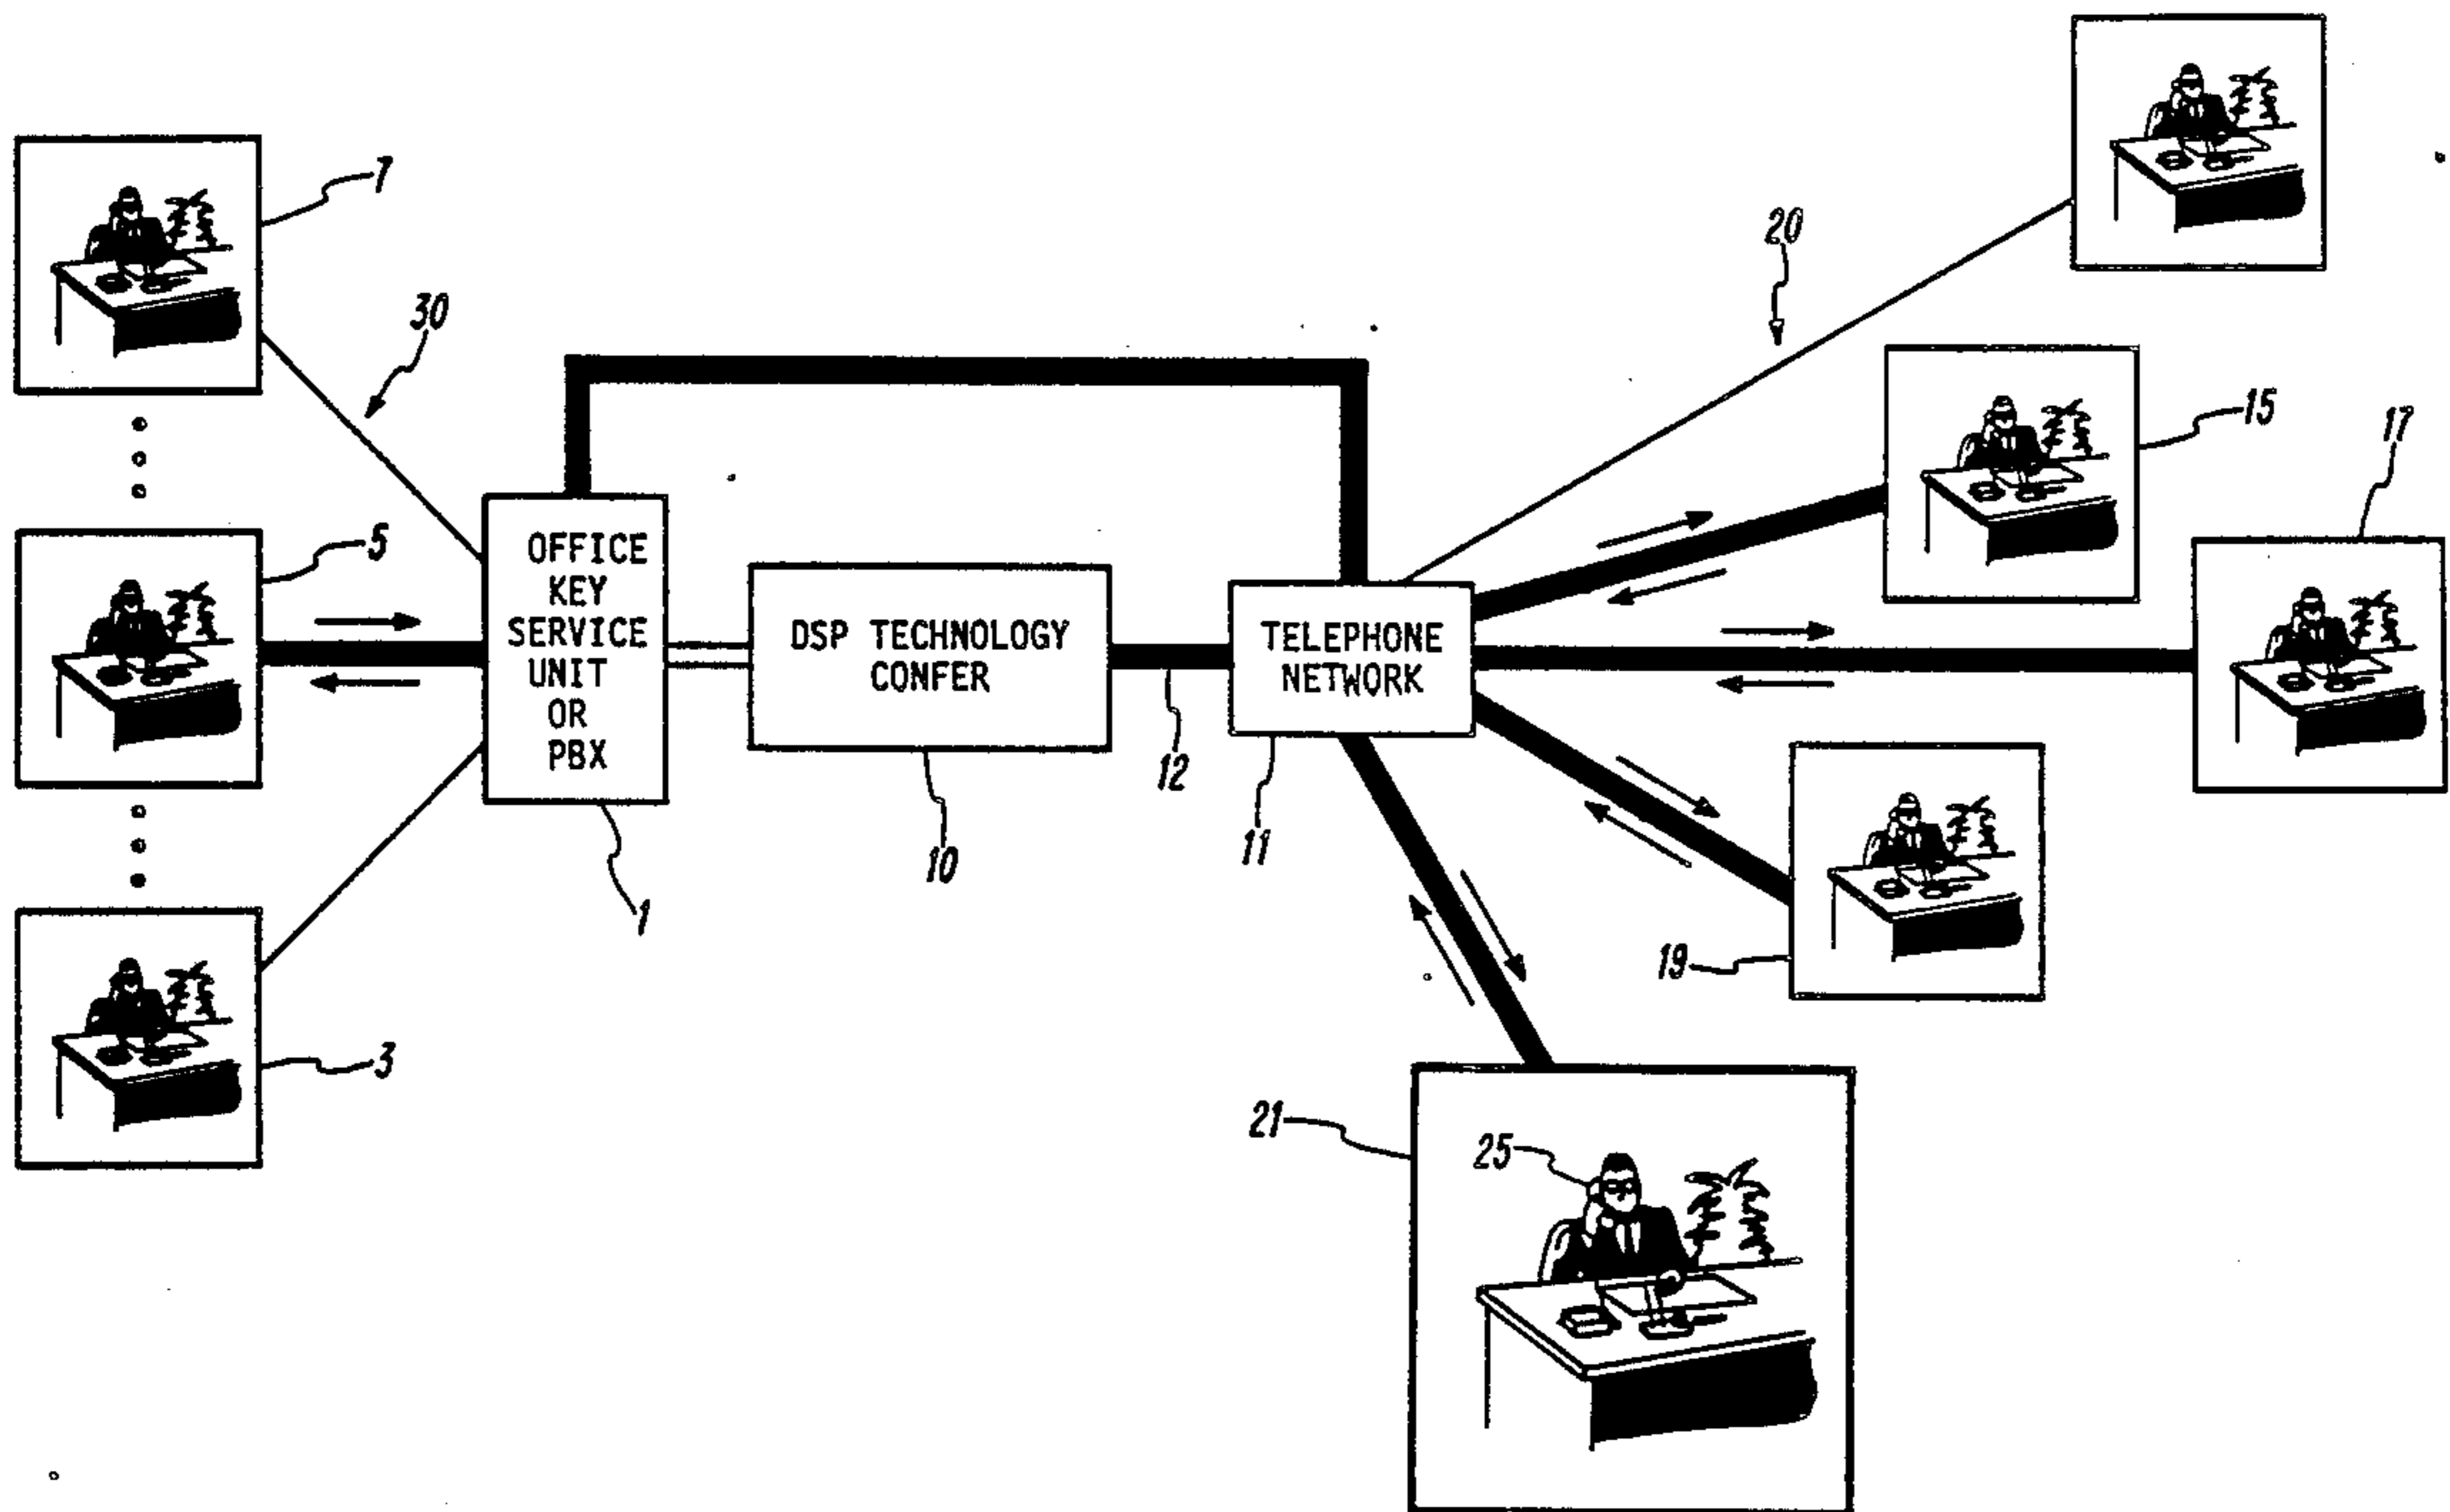 7
30
20
15
17
5
OFFICE
KEY
SERVICE
UNIT
OR
PBX
DSP TECHNOLOGY
CONFER
TELEPHONE
NETWORK
12
11
10
1
19
3
21
25